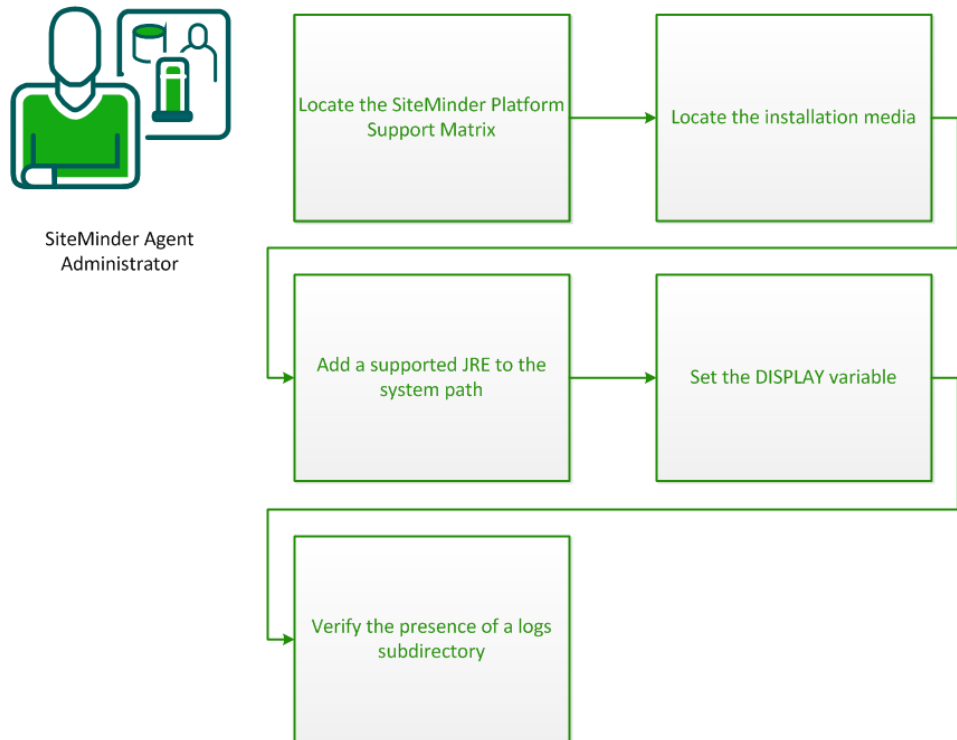 Locate the SiteMinder Platform
Support Matrix
Locate the installation media
SiteMinder Agent
Administrator
Add a supported JRE to the
system path
Set the DISPLAY variable
Verify the presence of a logs
subdirectory